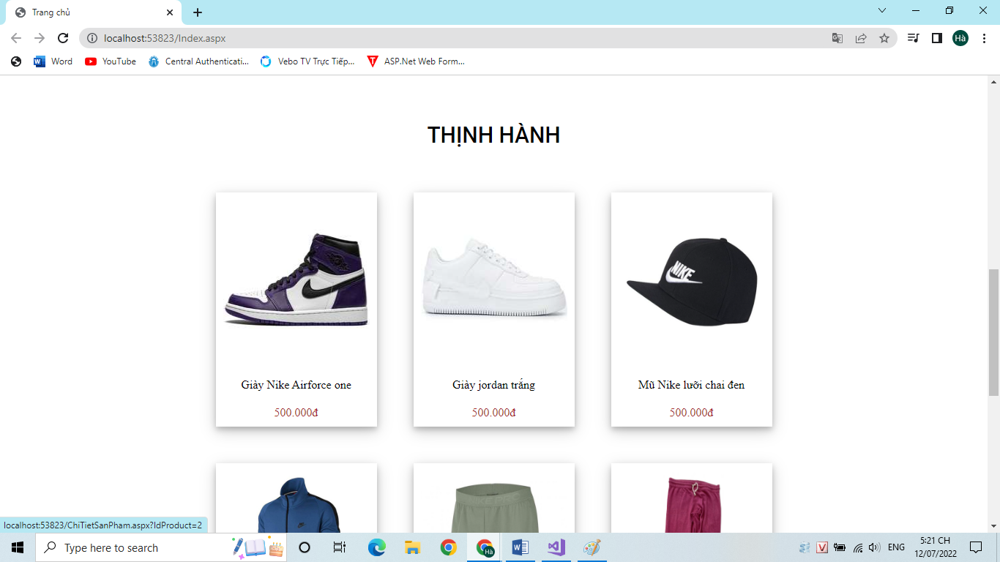 Trang chủ
localhost:53823/Index.aspx
Hà
Word
YouTube
Central Authenticati...
Vebo TV Trực Tiếp...
ASP.Net Web Form...
THỊNH HÀNH
NIKE
Giày Nike Airforce one
Giày jordan trắng
Mũ Nike lưỡi chai đen
500.000đ
500.000đ
500.000đ
localhost:53823/ChiTietSanPham.aspx?IdProduct=2
Type here to search
Hà
ENG
5:21 CH
12/07/2022